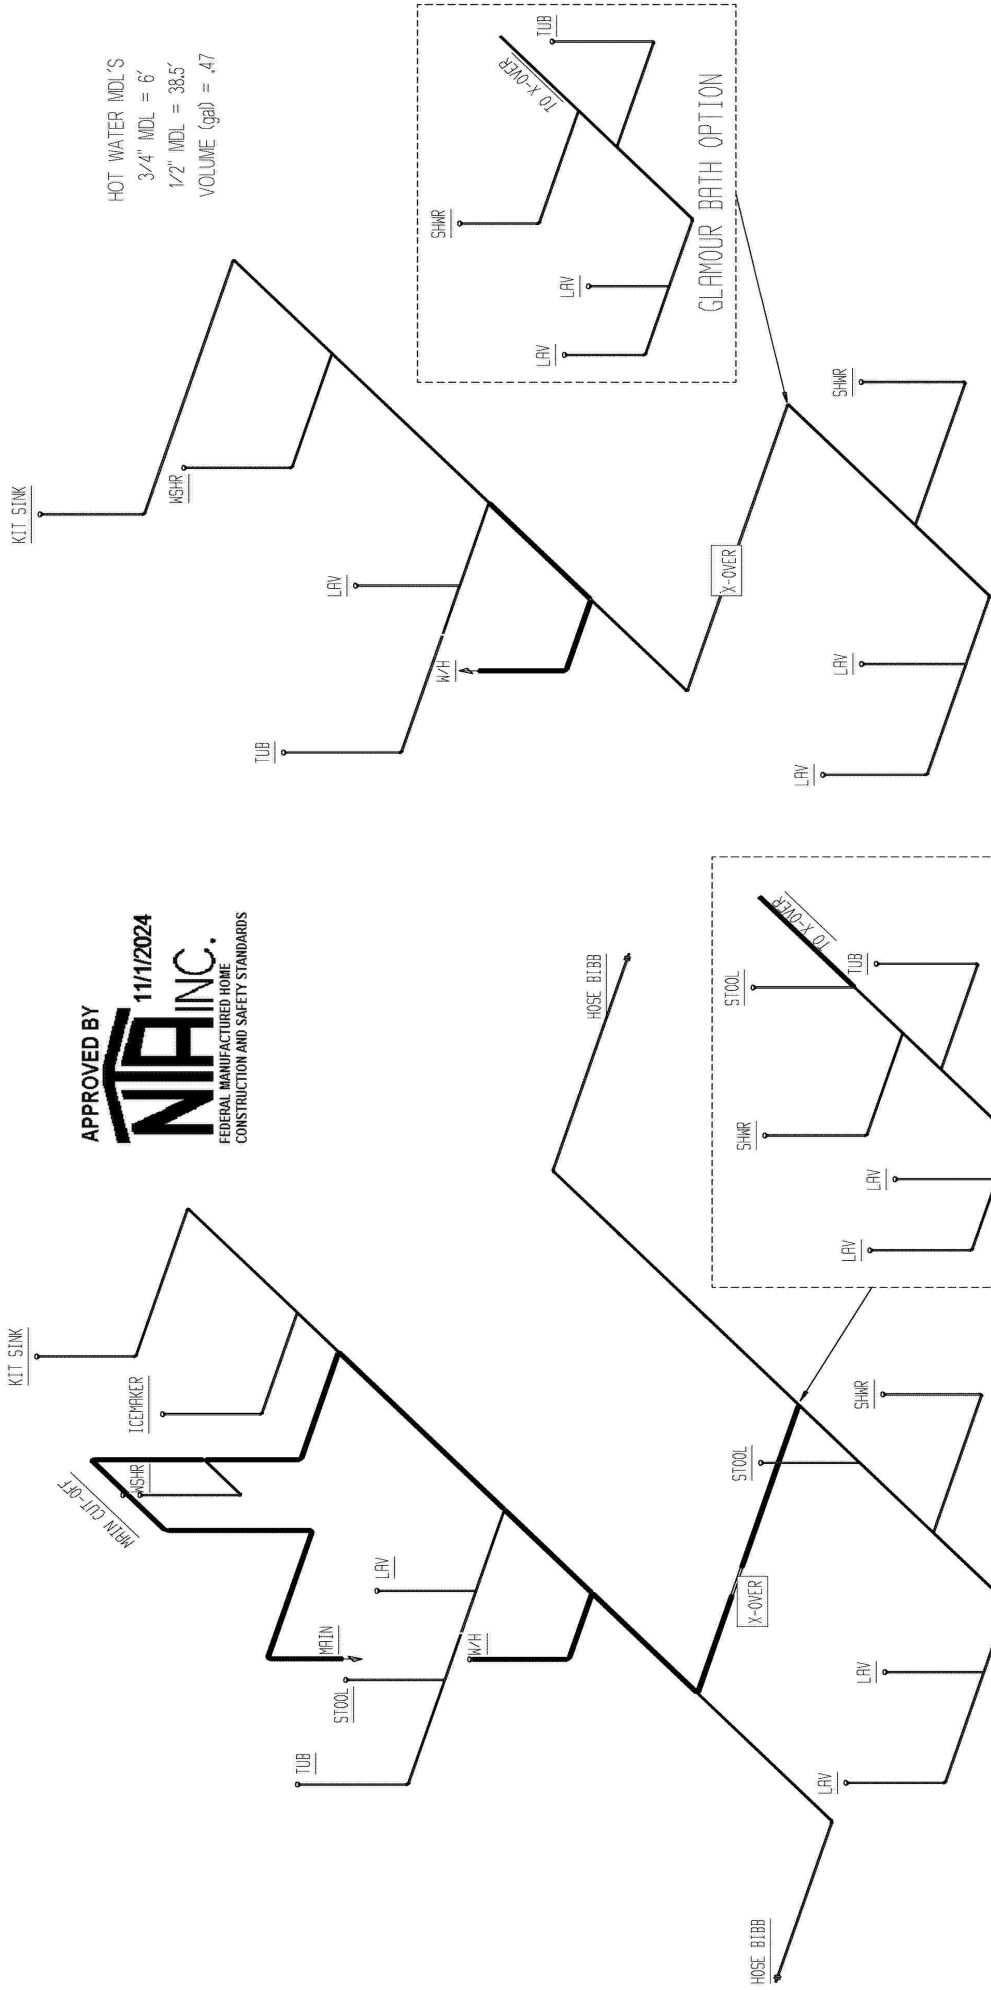 HOT WATER MDL'S
3/4" MDL = 6'
1/2" MDL = 38.5'
VOLUME (gal) = .47
KIT SINK
WSHR
LAV
W/H
TUB
X-OVER
SHWR
LAV
LAV
TUB
TO X-OVER
SHWR
LAV
LAV
GLAMOUR BATH OPTION
APPROVED BY
11/1/2024
NTA INC.
FEDERAL MANUFACTURED HOME
CONSTRUCTION AND SAFETY STANDARDS
KIT SINK
ICEMAKER
WSHR
MAIN CUT-OFF
MAIN
LAV
W/H
STOOL
TUB
HOSE BIBB
HOSE BIBB
X-OVER
STOOL
SHWR
LAV
LAV
TO X-OVER
STOOL
TUB
SHWR
LAV
LAV